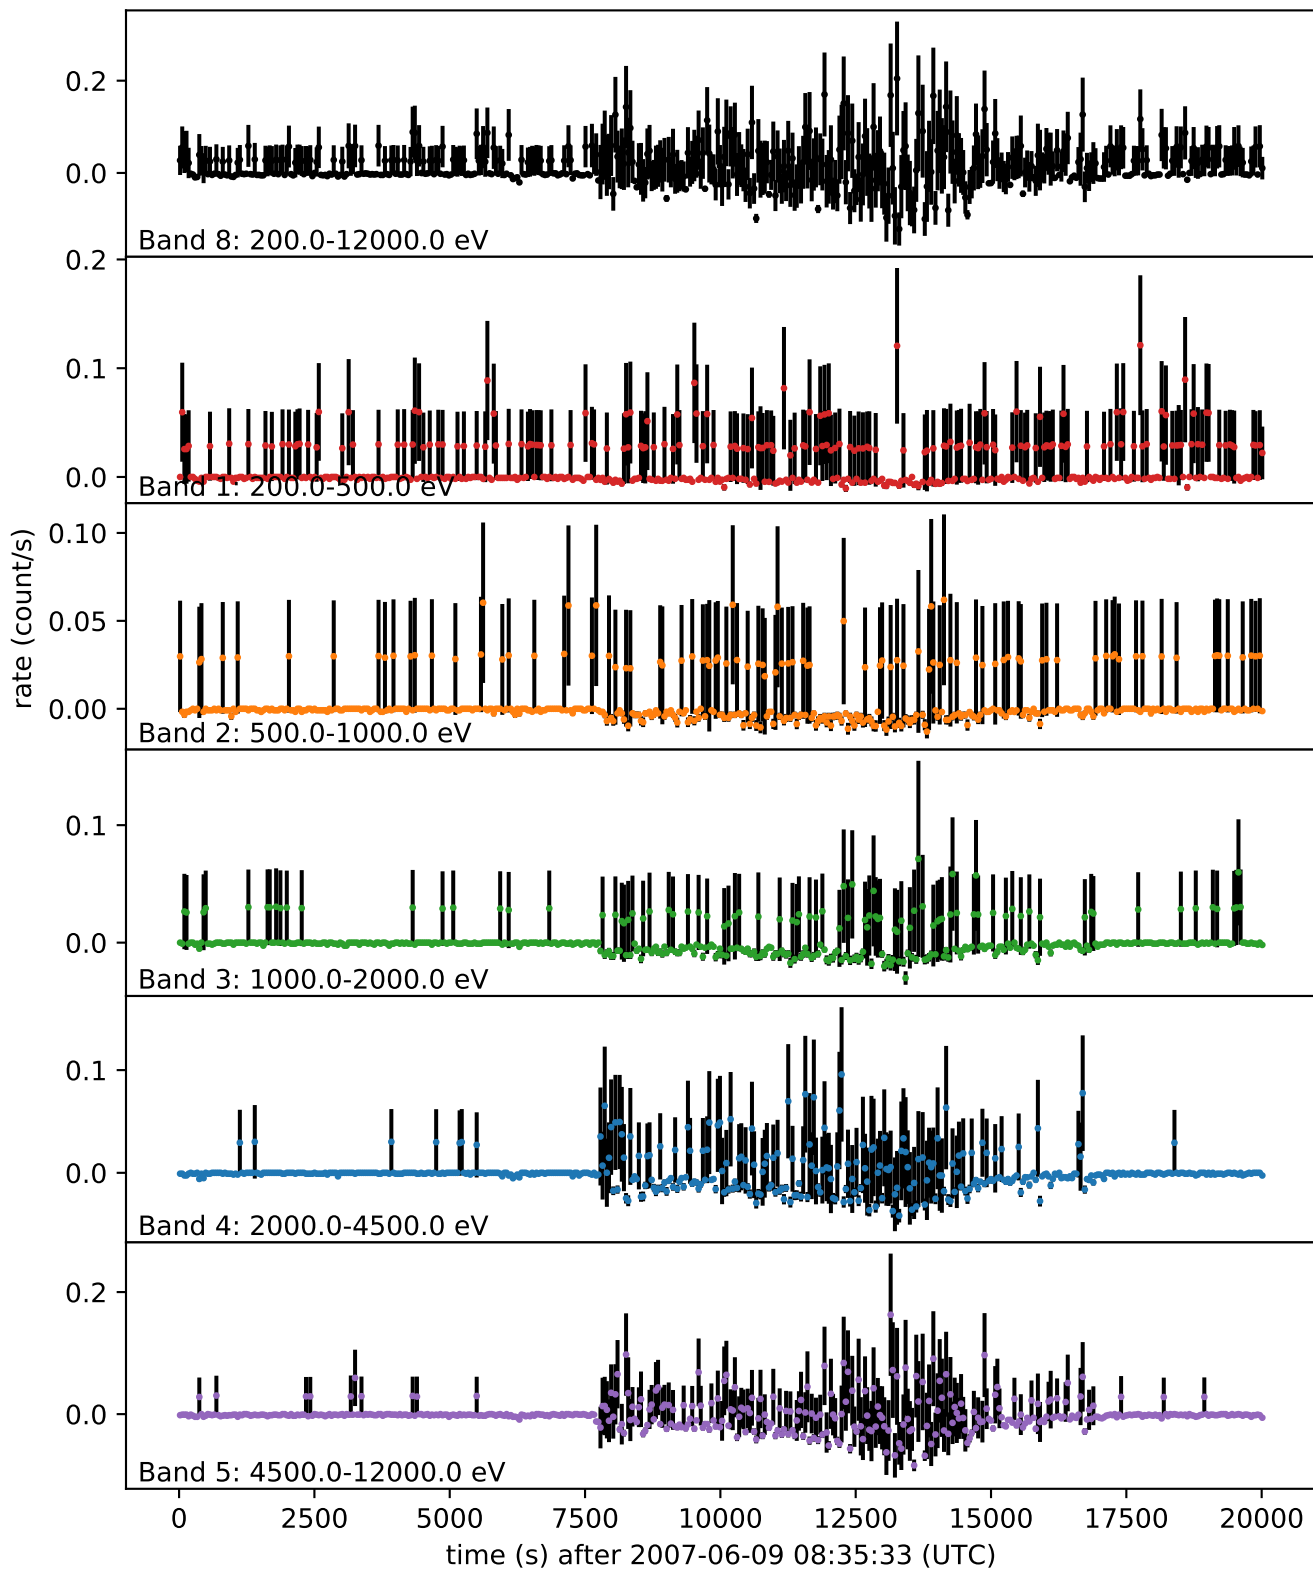 0.2
0.0
Band 8: 200.0-12000.0 eV
0.2
0.1
0.0
Band 1: 200.0-500.0 eV
0.10
0.05
0.00
Band 2: 500.0-1000.0 eV
rate (count/s)
0.1
0.0
Band 3: 1000.0-2000.0 eV
0.1
0.0
Band 4: 2000.0-4500.0 eV
0.2
0.0
Band 5: 4500.0-12000.0 eV
0 2500 5000 7500 10000 12500 15000 17500 20000
time (s) after 2007-06-09 08:35:33 (UTC)